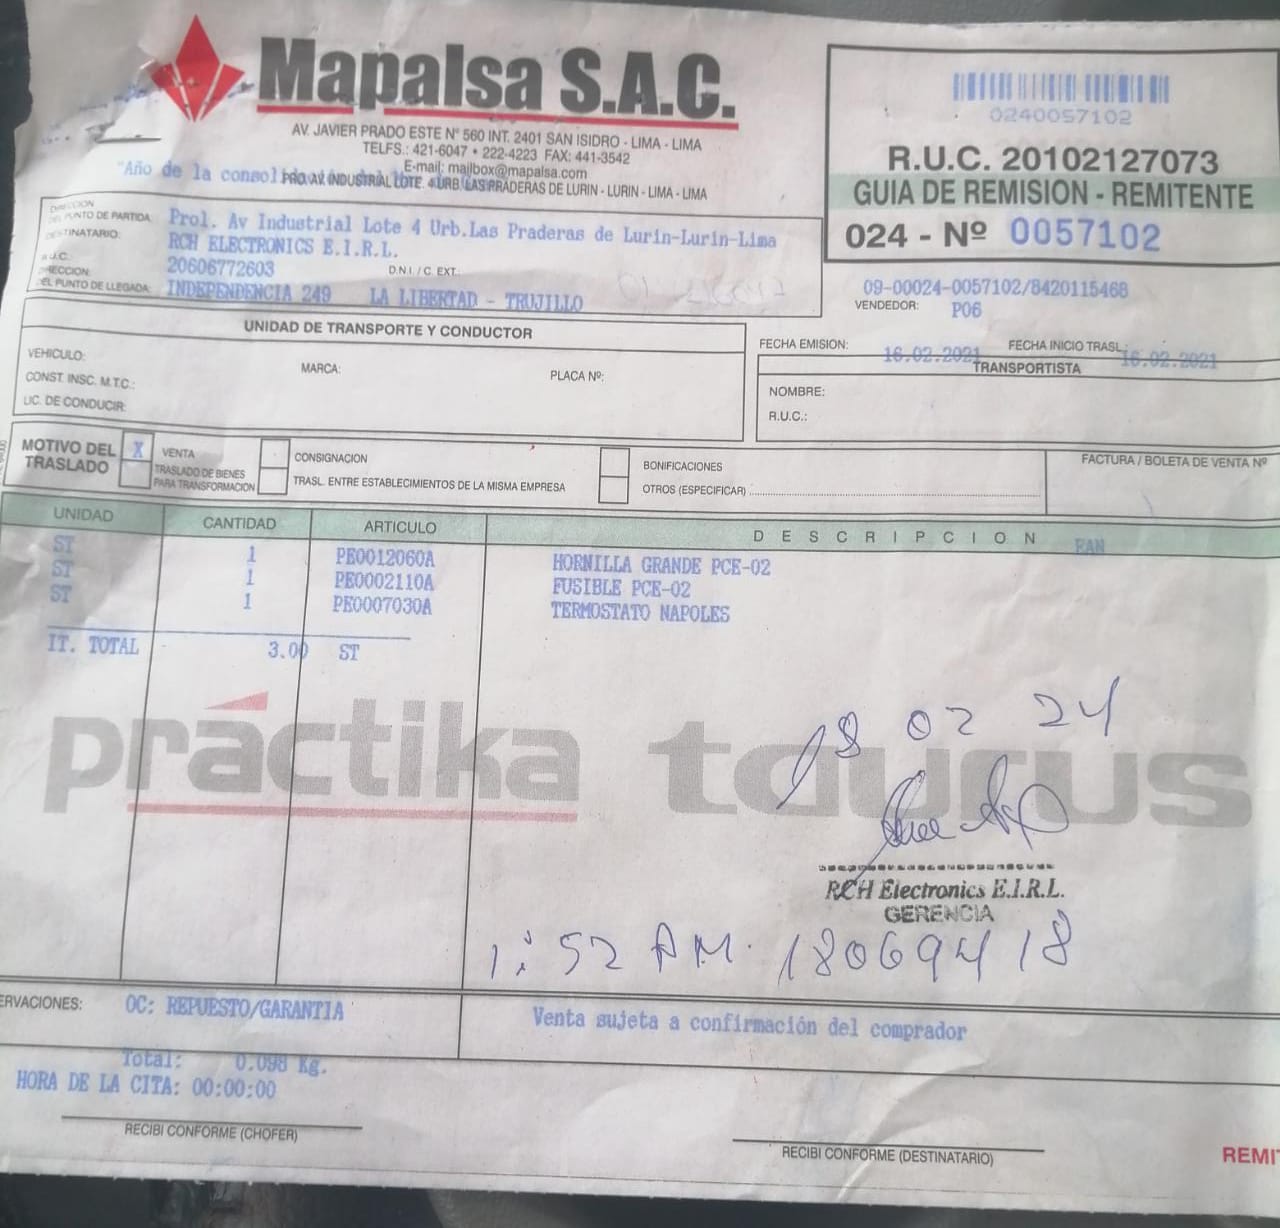 Mapalsa S.A.C.
AV. JAVIER PRADO ESTE Nº 560 INT. 2401 SAN ISIDRO - LIMA - LIMA
TELFS.: 421-6047 • 222-4223 FAX: 441-3542
E-mail: mailbox@mapalsa.com
"Año de la
PRO. AV. INDUSTRIAL LOTE. 4 URB. LAS PRADERAS DE LURIN - LURIN - LIMA - LIMA
0240057102
R.U.C. 20102127073
GUIA DE REMISION - REMITENTE
024 - Nº 0057102
09-00024-0057102/8420115468
VENDEDOR: P06
DIRECCION
DEL PUNTO DE PARTIDA: Prol. Av Industrial Lote 4 Urb.Las Praderas de Lurin-Lurin-Lima
DESTINATARIO: RCH ELECTRONICS E.I.R.L.
R.U.C.: 20606772603 D.N.I. / C. EXT.:
DIRECCION:
DEL PUNTO DE LLEGADA: INDEPENDENCIA 249 LA LIBERTAD - TRUJILLO
UNIDAD DE TRANSPORTE Y CONDUCTOR
VEHICULO:
MARCA:
PLACA Nº:
CONST. INSC. M.T.C.:
LIC. DE CONDUCIR:
FECHA EMISION: 16.02.2021 FECHA INICIO TRASL.: 16.02.2021
TRANSPORTISTA
NOMBRE:
R.U.C.:
MOTIVO DEL TRASLADO
X VENTA
TRASLADO DE BIENES PARA TRANSFORMACION
CONSIGNACION
TRASL. ENTRE ESTABLECIMIENTOS DE LA MISMA EMPRESA
BONIFICACIONES
OTROS (ESPECIFICAR)
FACTURA / BOLETA DE VENTA Nº
UNIDAD CANTIDAD ARTICULO DESCRIPCION EAN
ST 1 PE0012060A HORNILLA GRANDE PCE-02
ST 1 PE0002110A FUSIBLE PCE-02
ST 1 PE0007030A TERMOSTATO NAPOLES
IT. TOTAL 3.00 ST
práctika taurus
18 02 24
RCH Electronics E.I.R.L.
GERENCIA
1:52 AM. 18069418
ERVACIONES: OC: REPUESTO/GARANTIA
Venta sujeta a confirmación del comprador
Total: 0.098 Kg.
HORA DE LA CITA: 00:00:00
RECIBI CONFORME (CHOFER)
RECIBI CONFORME (DESTINATARIO)
REMI